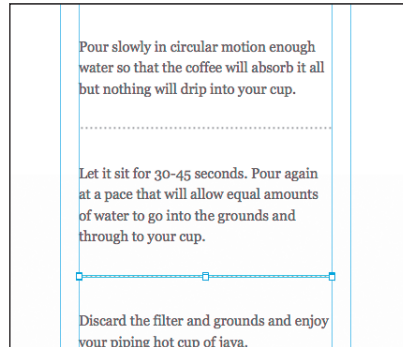 Pour slowly in circular motion enough
water so that the coffee will absorb it all
but nothing will drip into your cup.
Let it sit for 30-45 seconds. Pour again
at a pace that will allow equal amounts
of water to go into the grounds and
through to your cup.
Discard the filter and grounds and enjoy
your piping hot cup of java.